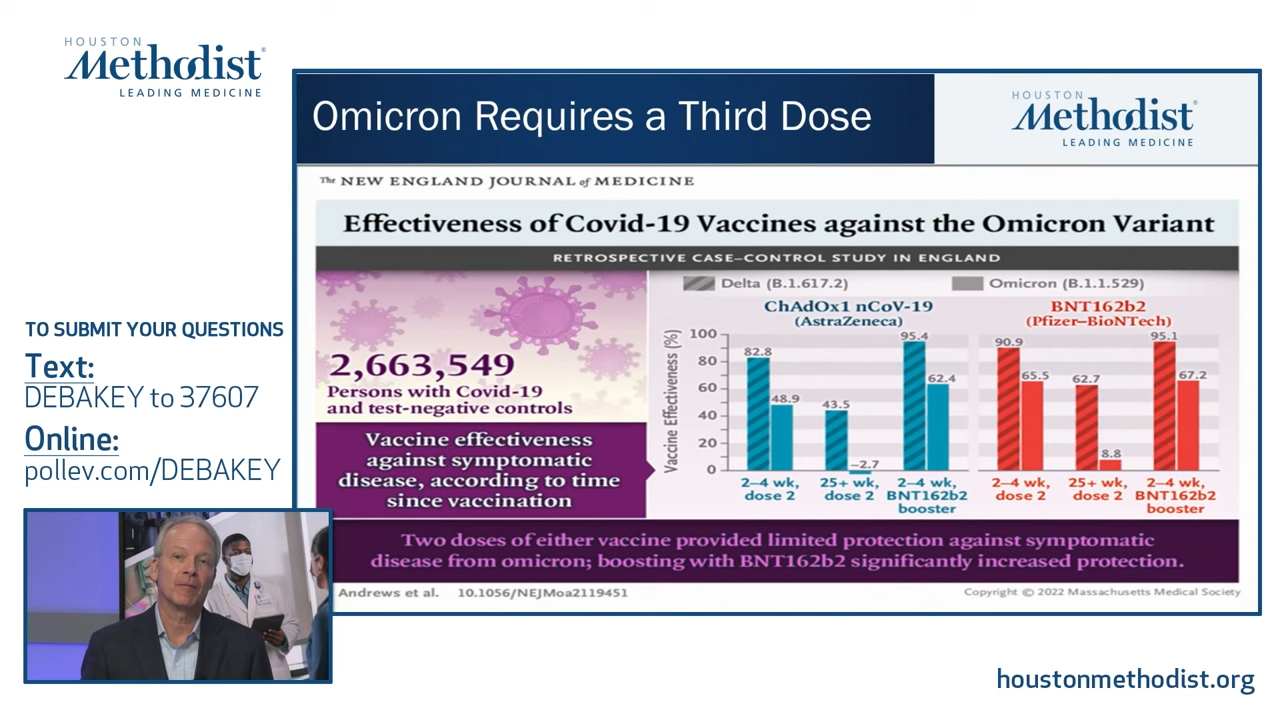 HOUSTON
Methodist®
LEADING MEDICINE
TO SUBMIT YOUR QUESTIONS
Text:
DEBAKEY to 37607
Online:
pollev.com/DEBAKEY
Omicron Requires a Third Dose
HOUSTON
Methodist®
LEADING MEDICINE
The NEW ENGLAND JOURNAL of MEDICINE
Effectiveness of Covid-19 Vaccines against the Omicron Variant
RETROSPECTIVE CASE–CONTROL STUDY IN ENGLAND
2,663,549
Persons with Covid-19
and test-negative controls
Vaccine effectiveness
against symptomatic
disease, according to time
since vaccination
Delta (B.1.617.2) Omicron (B.1.1.529)
ChAdOx1 nCoV-19
(AstraZeneca)
BNT162b2
(Pfizer–BioNTech)
Vaccine Effectiveness (%)
100
80
60
40
20
0
82.8
48.9
43.5
−2.7
95.4
62.4
90.9
65.5
62.7
8.8
95.1
67.2
2–4 wk,
dose 2
25+ wk,
dose 2
2–4 wk,
BNT162b2
booster
2–4 wk,
dose 2
25+ wk,
dose 2
2–4 wk,
BNT162b2
booster
Two doses of either vaccine provided limited protection against symptomatic
disease from omicron; boosting with BNT162b2 significantly increased protection.
Andrews et al. 10.1056/NEJMoa2119451
Copyright © 2022 Massachusetts Medical Society
houstonmethodist.org